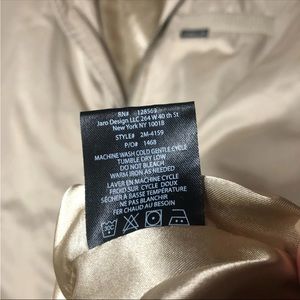 RN# 128569
Jaro Design LLC 264 W 40 th St
New York NY 10018
STYLE# 2M-4159
P/O# 1468
MACHINE WASH COLD GENTLE CYCLE
TUMBLE DRY LOW
DO NOT BLEACH
WARM IRON AS NEEDED
LAVER EN MACHINE CYCLE
FROID SUR CYCLE DOUX
SÉCHER À BASSE TEMPÉRATURE
NE PAS BLANCHIR
FER CHAUD AU BESOIN